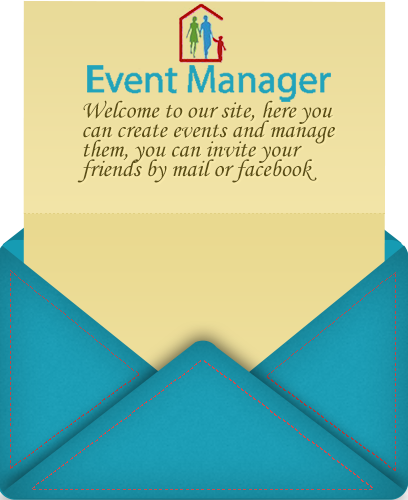 Event Manager
Welcome to our site, here you
can create events and manage
them, you can invite your
friends by mail or facebook